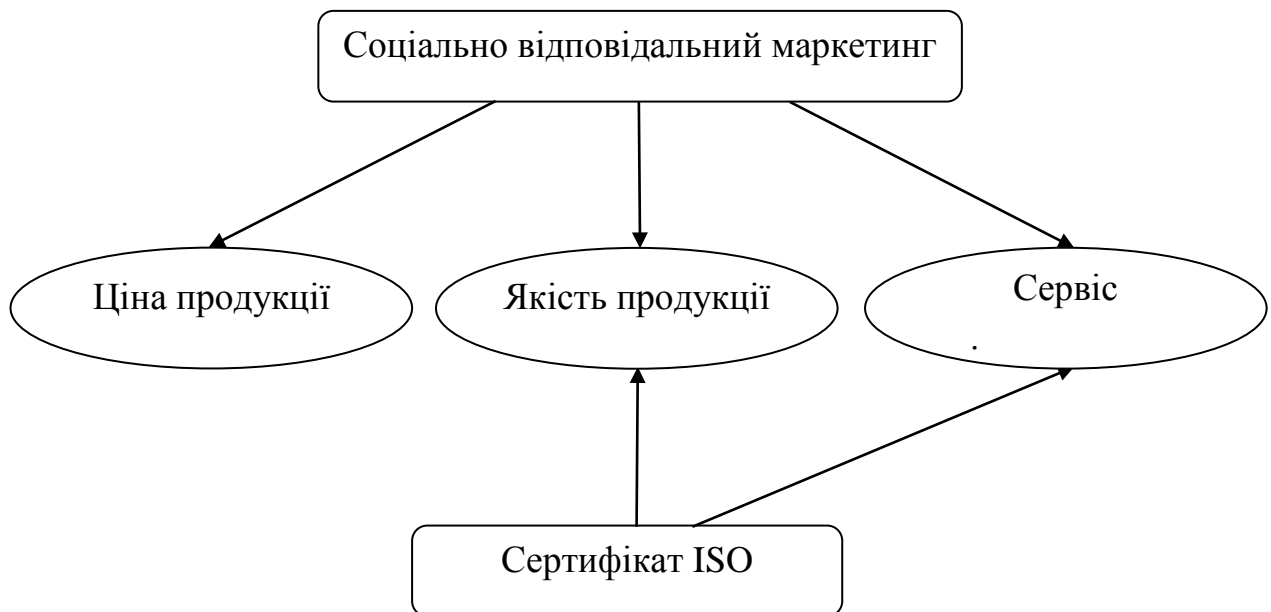 Соціально відповідальний маркетинг
Ціна продукції
Якість продукції
Сервіс
.
Сертифікат ISO